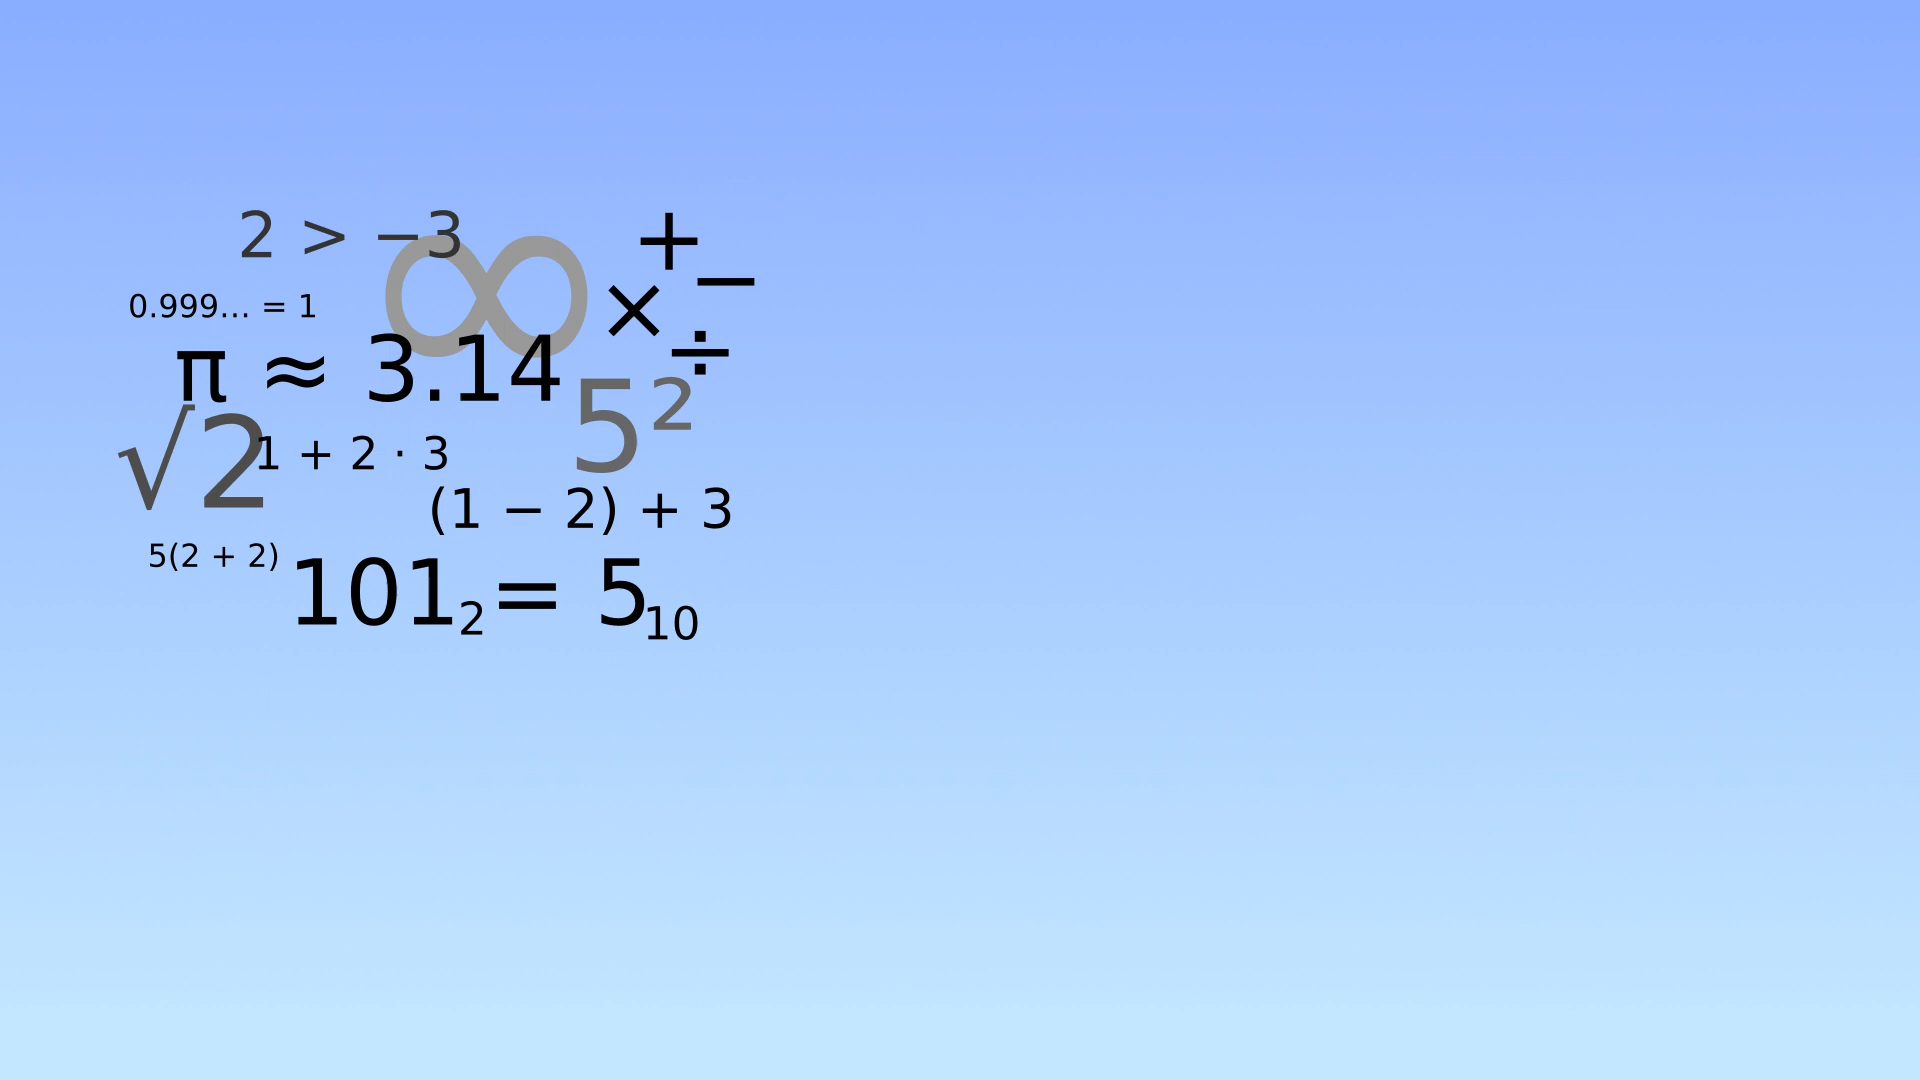 2 > −3
∞
+
−
0.999... = 1
×
π ≈ 3.14
÷
5²
√2
1 + 2 · 3
(1 − 2) + 3
5(2 + 2)
101₂= 5₁₀